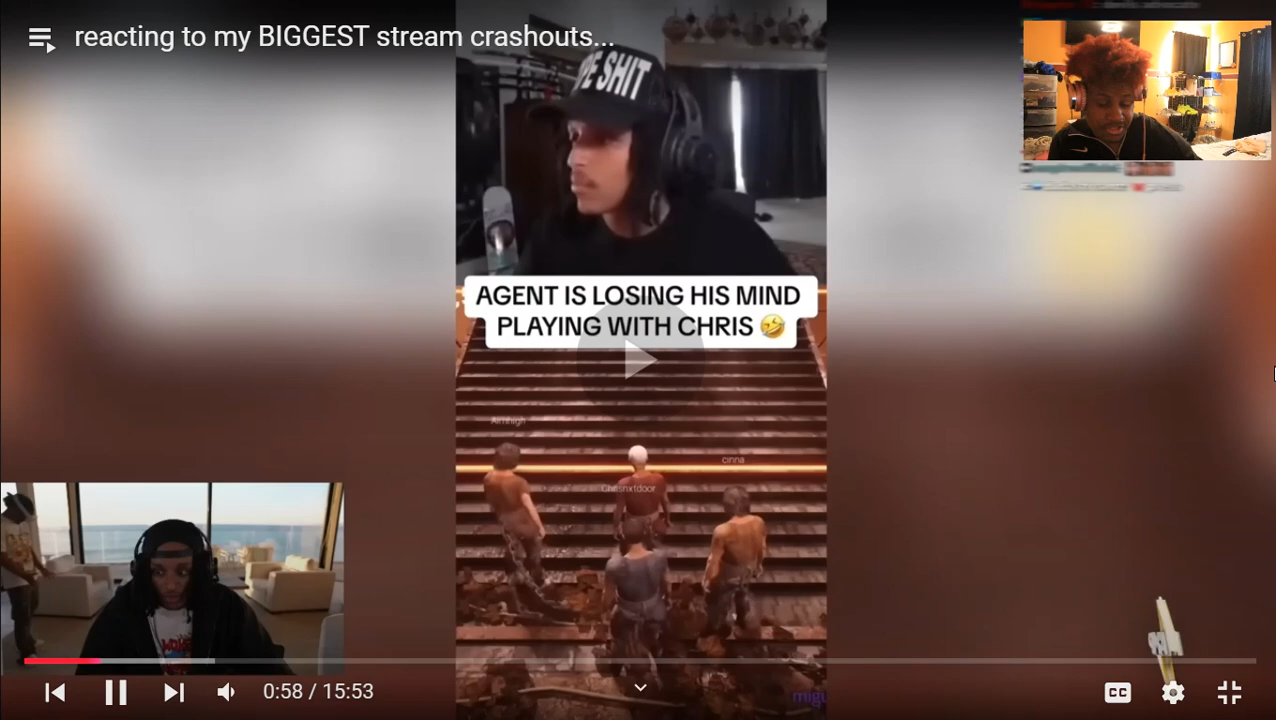 reacting to my BIGGEST stream crashouts...
PE SHIT
AGENT IS LOSING HIS MIND
PLAYING WITH CHRIS 🤣
Aimhigh
cinna
Chrisnxtdoor
0:58 / 15:53
CC